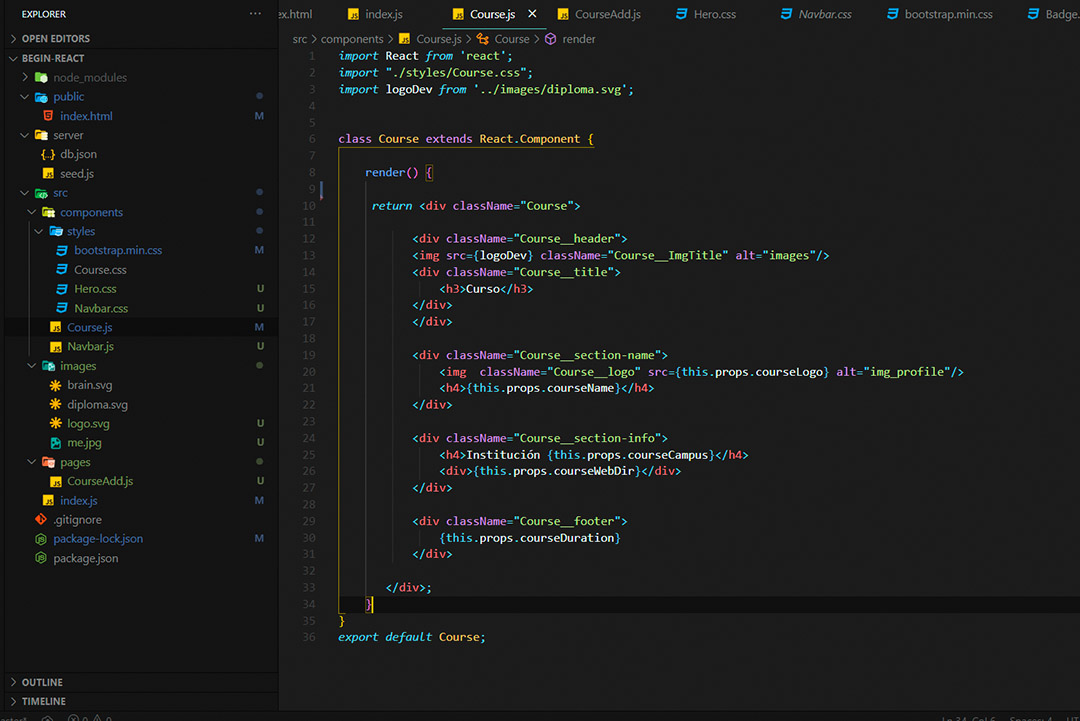 EXPLORER ...
OPEN EDITORS
BEGIN-REACT
node_modules
public
index.html M
server
db.json
seed.js
src
components
styles
bootstrap.min.css M
Course.css
Hero.css U
Navbar.css U
Course.js M
Navbar.js U
images
brain.svg
diploma.svg
logo.svg U
me.jpg U
pages
CourseAdd.js U
index.js M
.gitignore
package-lock.json M
package.json
OUTLINE
TIMELINE
ex.html index.js Course.js × CourseAdd.js Hero.css Navbar.css bootstrap.min.css Badge.
src > components > Course.js > Course > render
1 import React from 'react';
2 import "./styles/Course.css";
3 import logoDev from '../images/diploma.svg';
4
5
6 class Course extends React.Component {
7
8 render() {
9
10 return <div className="Course">
11
12 <div className="Course__header">
13 <img src={logoDev} className="Course__ImgTitle" alt="images"/>
14 <div className="Course__title">
15 <h3>Curso</h3>
16 </div>
17 </div>
18
19 <div className="Course__section-name">
20 <img  className="Course__logo" src={this.props.courseLogo} alt="img_profile"/>
21 <h4>{this.props.courseName}</h4>
22 </div>
23
24 <div className="Course__section-info">
25 <h4>Institución {this.props.courseCampus}</h4>
26 <div>{this.props.courseWebDir}</div>
27 </div>
28
29 <div className="Course__footer">
30 {this.props.courseDuration}
31 </div>
32
33 </div>;
34 }
35 }
36 export default Course;